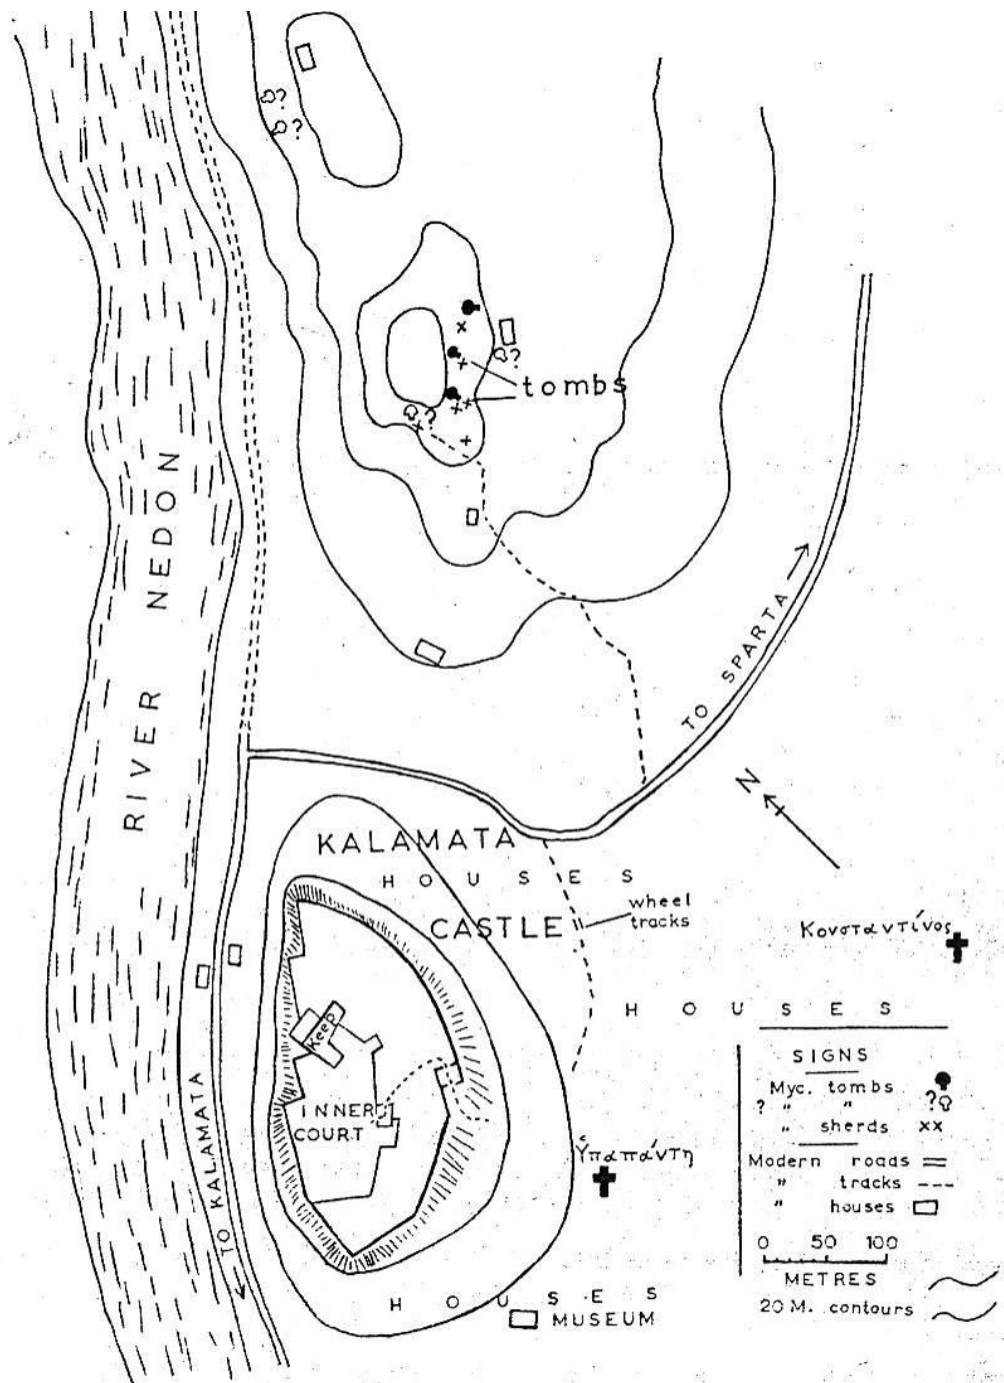 ?
?
?
tombs
?
RIVER NEDON
TO SPARTA
N
KALAMATA
HOUSES
CASTLE
wheel
tracks
Κονσταντίνος
HOUSES
Keep
INNER
COURT
TO KALAMATA
Ὑπαπάντη
HOUSES
MUSEUM
SIGNS
Myc. tombs
? " " ?
" sherds xx
Modern roads
" tracks
" houses
0 50 100
METRES
20 M. contours